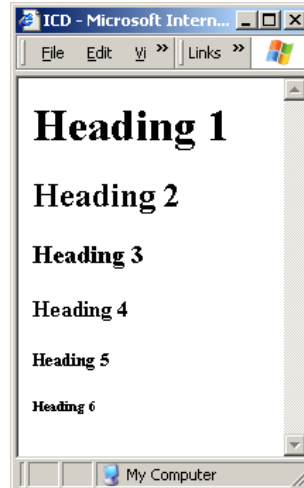 ICD - Microsoft Intern...
File Edit Vi » Links »
Heading 1
Heading 2
Heading 3
Heading 4
Heading 5
Heading 6
My Computer